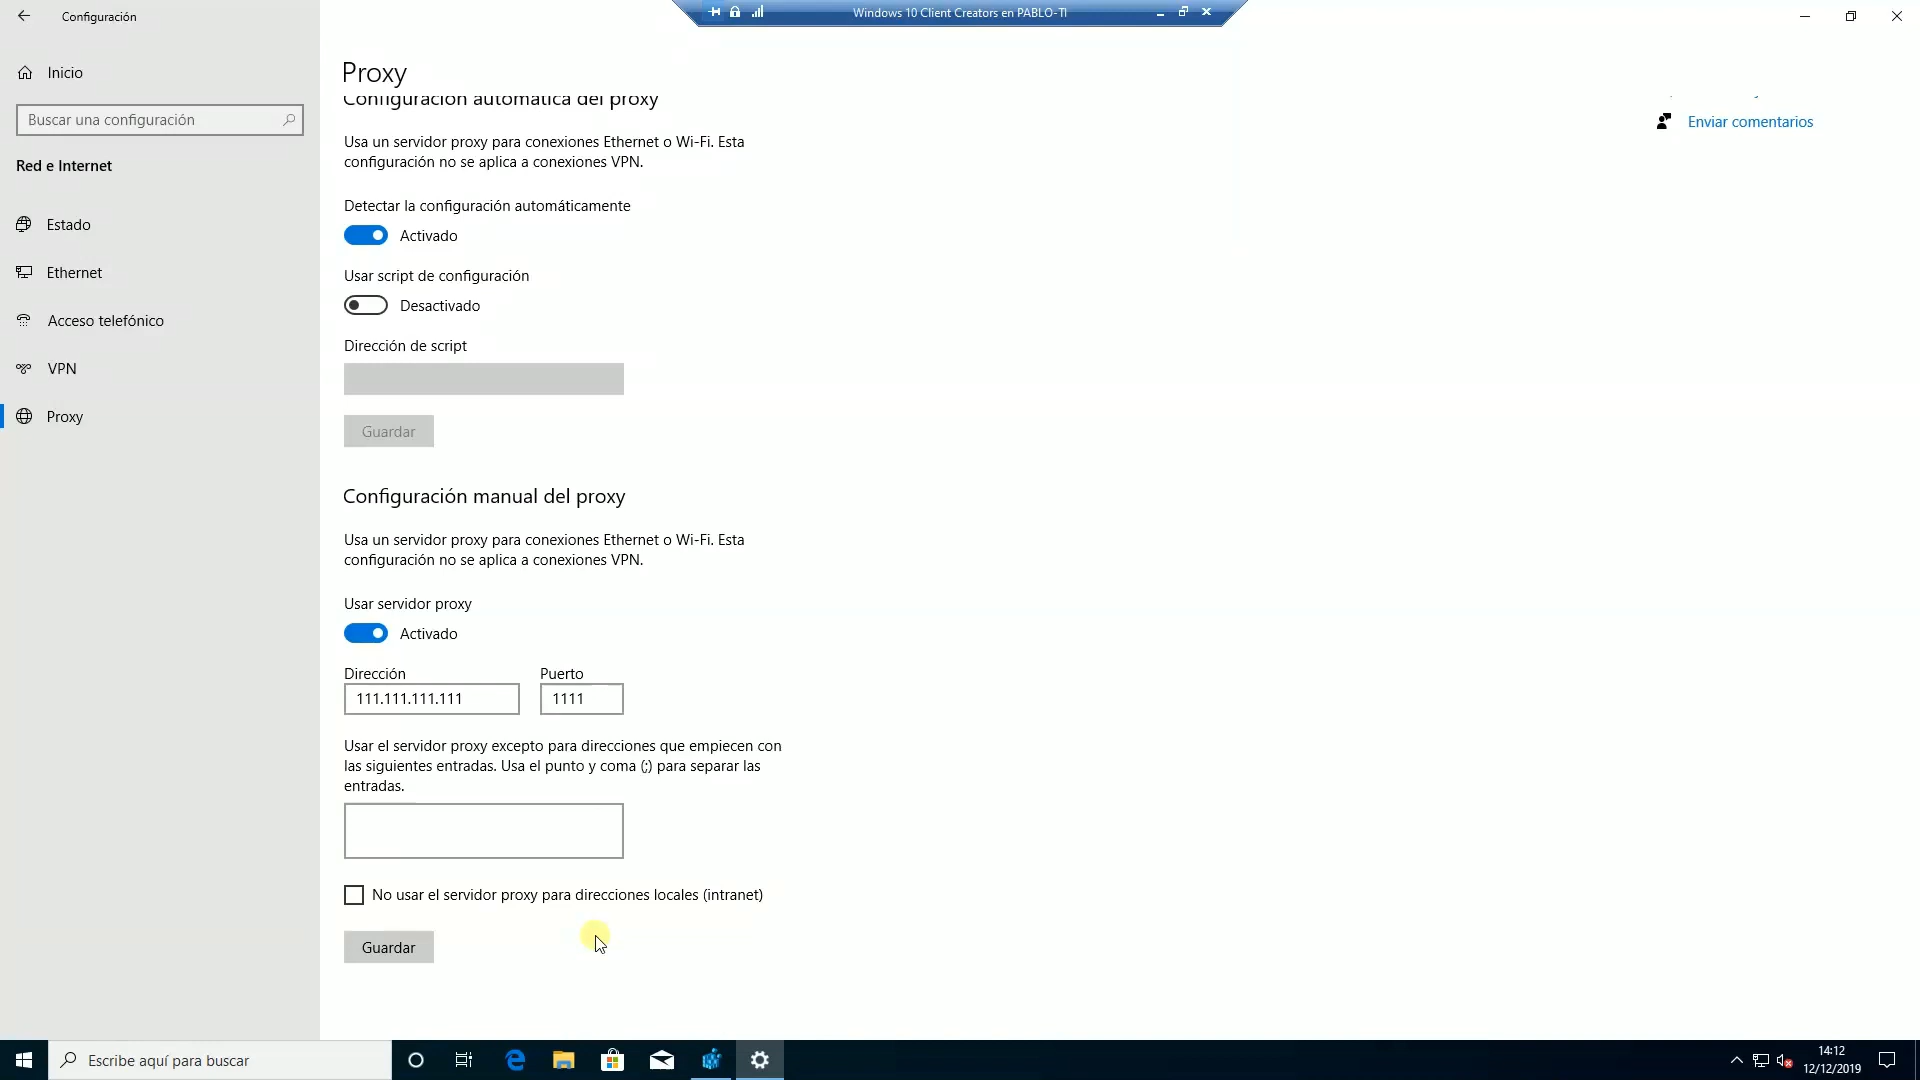 Configuración
Windows 10 Client Creators en PABLO-TI
Inicio
Buscar una configuración
Red e Internet
Estado
Ethernet
Acceso telefónico
VPN
Proxy
Proxy
Configuración automática del proxy
Usa un servidor proxy para conexiones Ethernet o Wi-Fi. Esta
configuración no se aplica a conexiones VPN.
Detectar la configuración automáticamente
Activado
Usar script de configuración
Desactivado
Dirección de script
Guardar
Configuración manual del proxy
Usa un servidor proxy para conexiones Ethernet o Wi-Fi. Esta
configuración no se aplica a conexiones VPN.
Usar servidor proxy
Activado
Dirección Puerto
111.111.111.111 1111
Usar el servidor proxy excepto para direcciones que empiecen con
las siguientes entradas. Usa el punto y coma (;) para separar las
entradas.
No usar el servidor proxy para direcciones locales (intranet)
Guardar
Enviar comentarios
Escribe aquí para buscar
14:12
12/12/2019